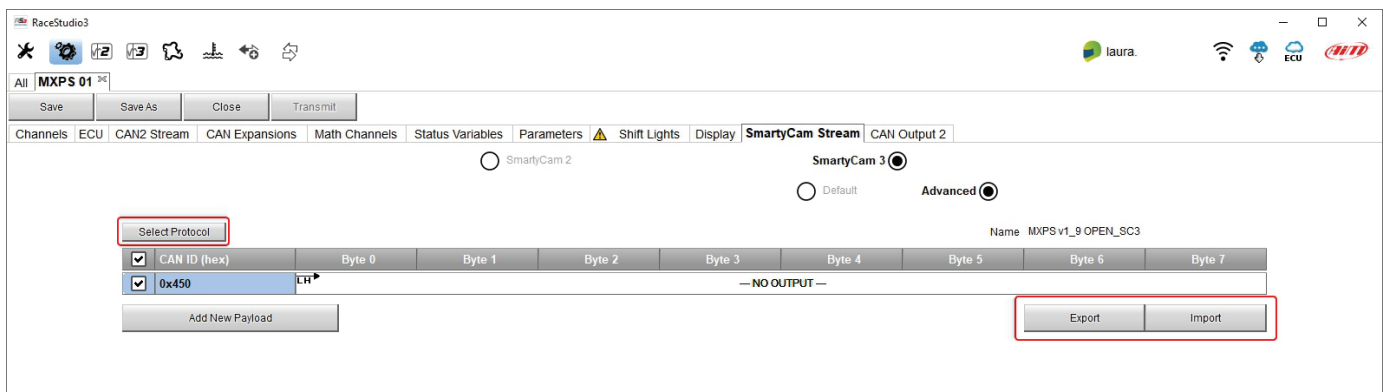 RaceStudio3
laura.
ECU
AiM
All MXPS 01
Save Save As Close Transmit
Channels ECU CAN2 Stream CAN Expansions Math Channels Status Variables Parameters Shift Lights Display SmartyCam Stream CAN Output 2
SmartyCam 2 SmartyCam 3
Default Advanced
Select Protocol Name MXPS v1_9 OPEN_SC3
CAN ID (hex) Byte 0 Byte 1 Byte 2 Byte 3 Byte 4 Byte 5 Byte 6 Byte 7
0x450 LH — NO OUTPUT —
Add New Payload Export Import